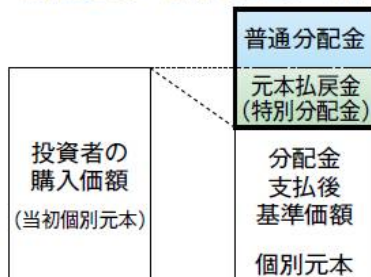 普通分配金
元本払戻金
(特別分配金)
投資者の
購入価額
(当初個別元本)
分配金
支払後
基準価額
個別元本